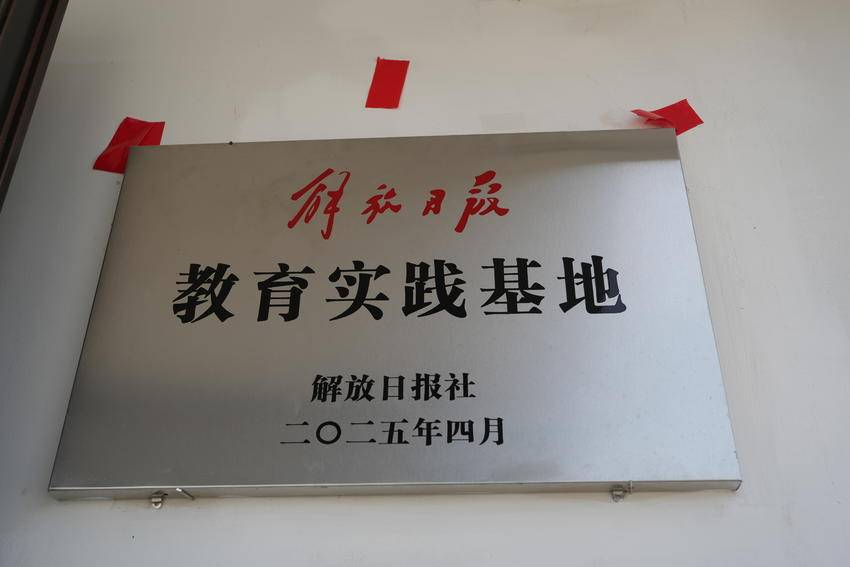 解放日报
教育实践基地
解放日报社
二〇二五年四月